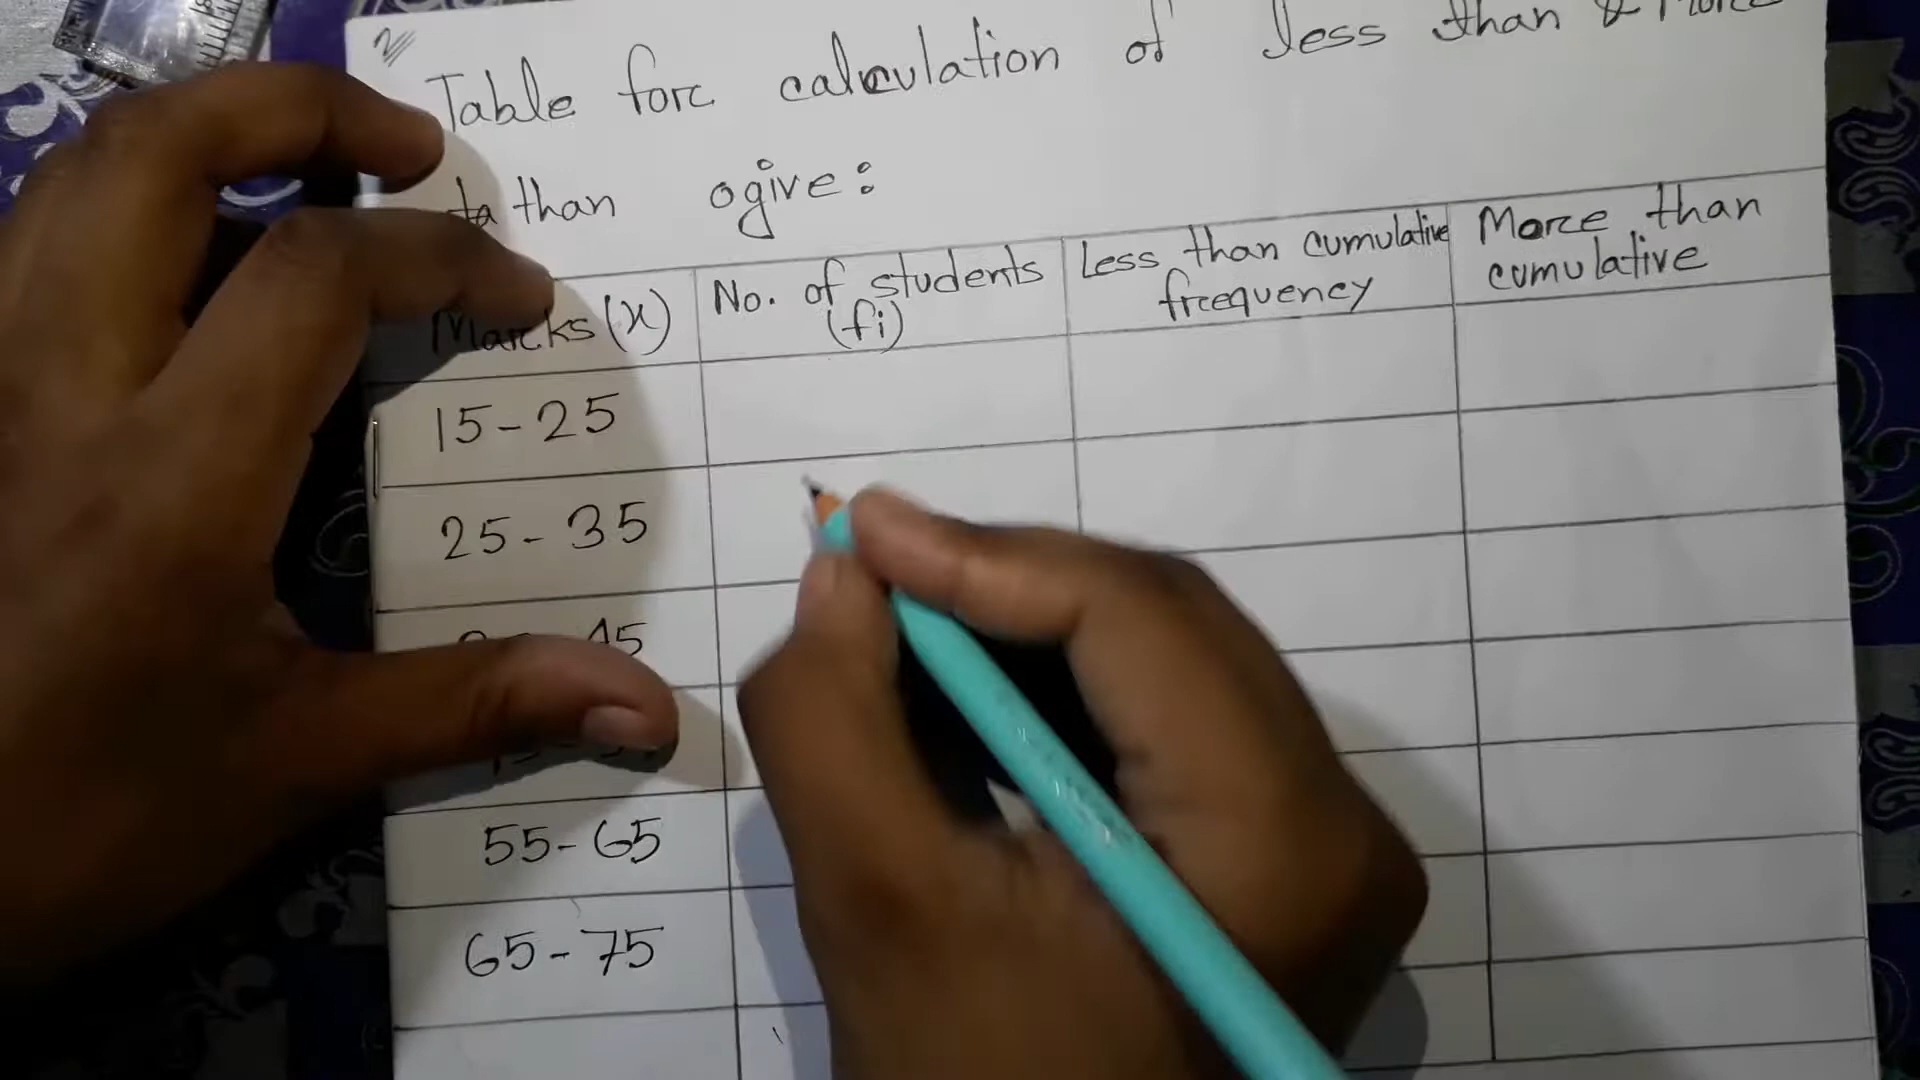 Table for calculation of less than & More
than ogive:
Marks (x)
No. of students
(fi)
Less than cumulative
frequency
More than
cumulative
15-25
25-35
45
55-65
65-75